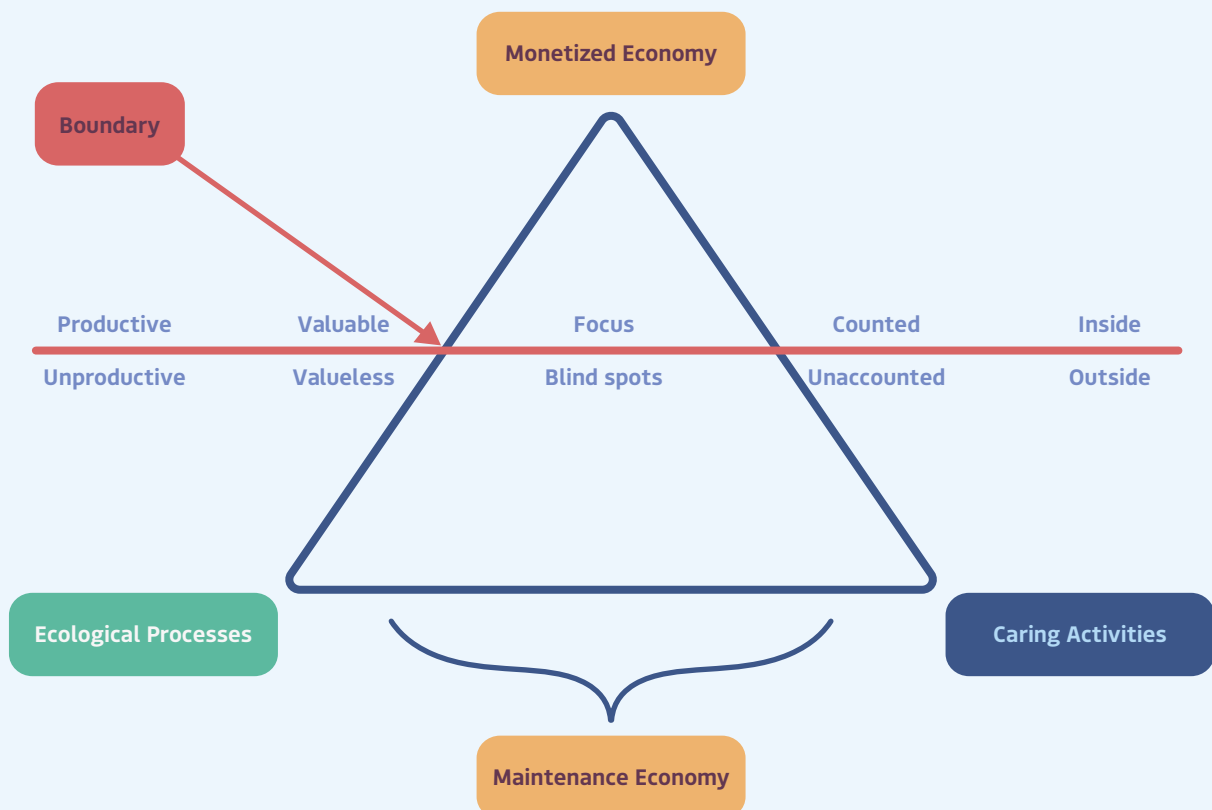 Monetized Economy
Boundary
Productive Valuable Focus Counted Inside
Unproductive Valueless Blind spots Unaccounted Outside
Ecological Processes Caring Activities
Maintenance Economy